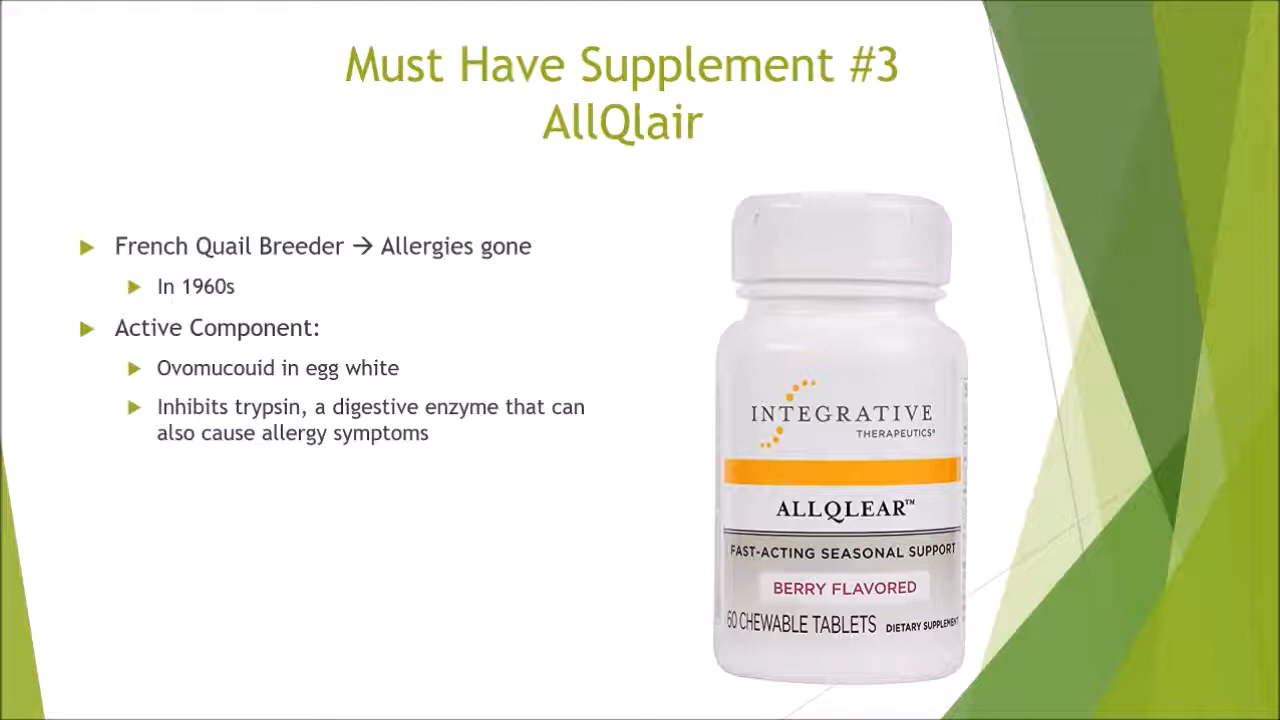 Must Have Supplement #3
AllQlair
French Quail Breeder → Allergies gone
In 1960s
Active Component:
Ovomucouid in egg white
Inhibits trypsin, a digestive enzyme that can
also cause allergy symptoms
INTEGRATIVE
THERAPEUTICS®
ALLQLEAR™
FAST-ACTING SEASONAL SUPPORT
BERRY FLAVORED
60 CHEWABLE TABLETS DIETARY SUPPLEMENT